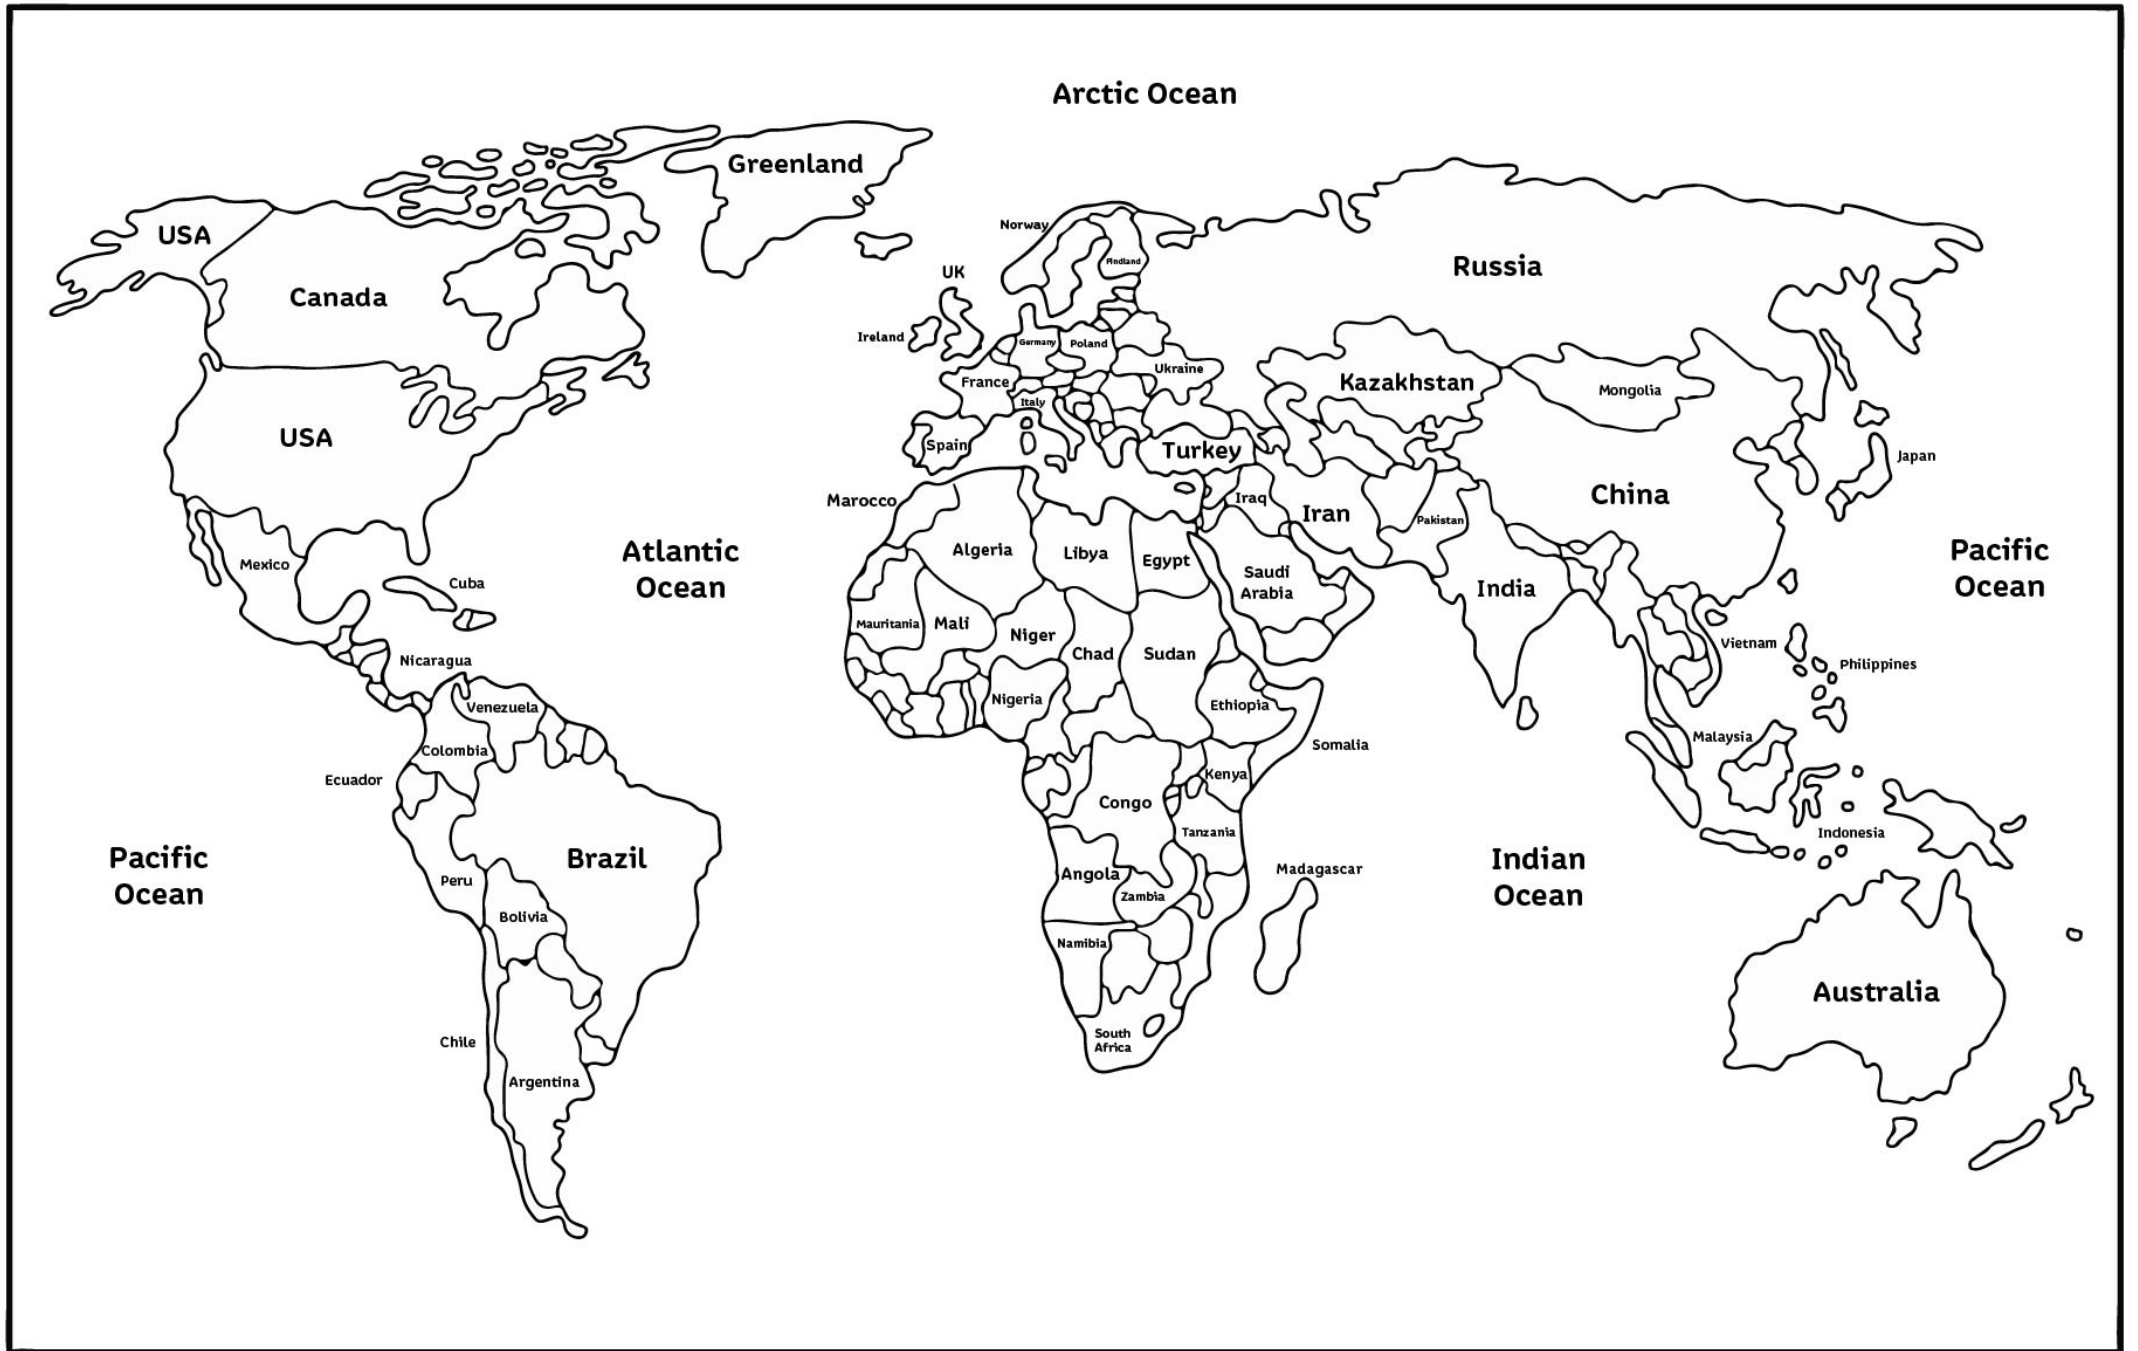 Arctic Ocean
Greenland
USA
Canada
Norway
Findland
Russia
UK
Ireland
Germany
Poland
Ukraine
France
Italy
Kazakhstan
Mongolia
USA
Spain
Turkey
Japan
Marocco
Iraq
Iran
Pakistan
China
Atlantic
Ocean
Pacific
Ocean
Mexico
Cuba
Algeria
Libya
Egypt
Saudi
Arabia
India
Mauritania
Mali
Niger
Chad
Sudan
Vietnam
Philippines
Nicaragua
Venezuela
Nigeria
Ethiopia
Somalia
Malaysia
Colombia
Ecuador
Kenya
Congo
Tanzania
Indonesia
Pacific
Ocean
Brazil
Peru
Angola
Zambia
Madagascar
Indian
Ocean
Bolivia
Namibia
Australia
Chile
South
Africa
Argentina